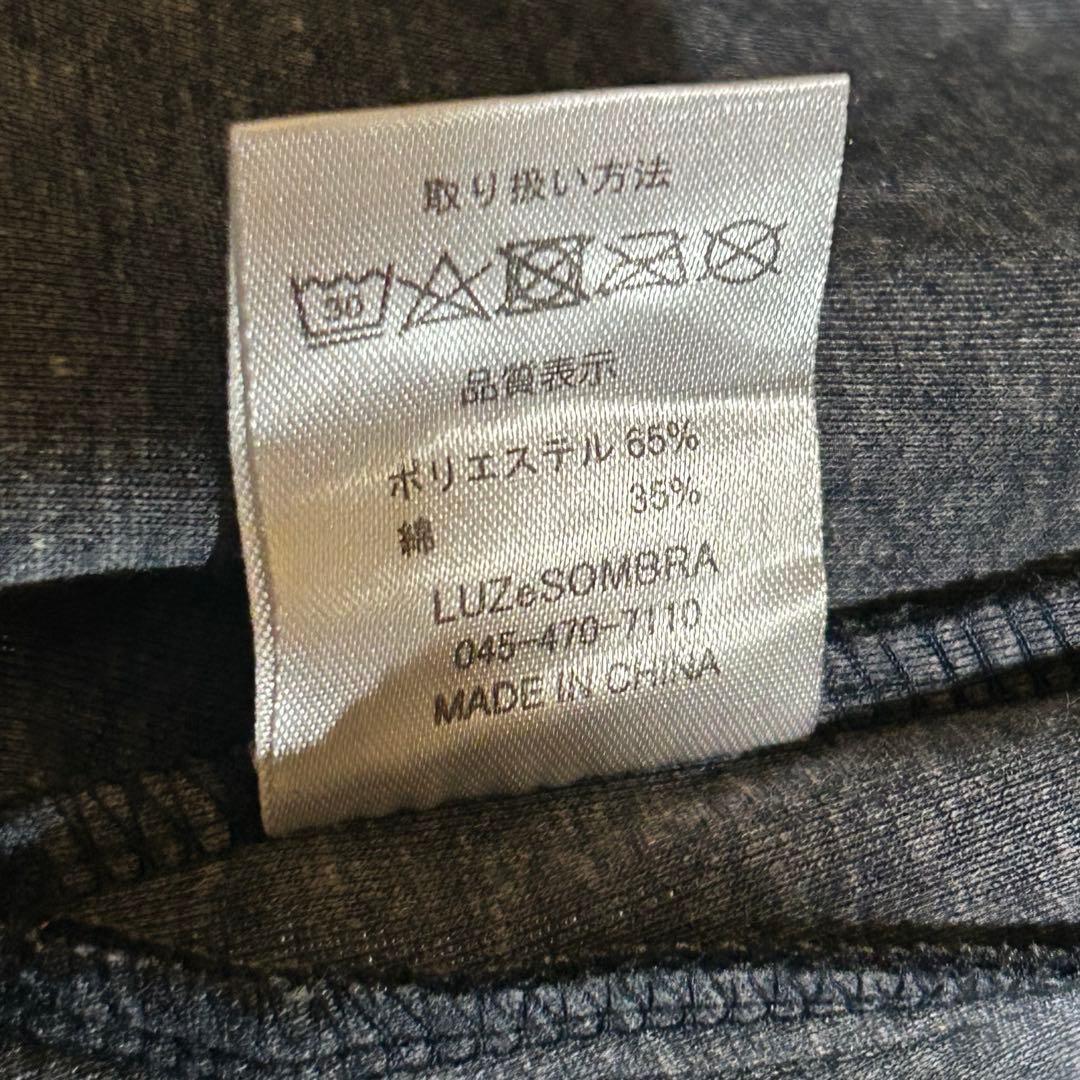 取り扱い方法
30
品質表示
ポリエステル 65%
綿 35%
LUZeSOMBRA
045-470-7110
MADE IN CHINA